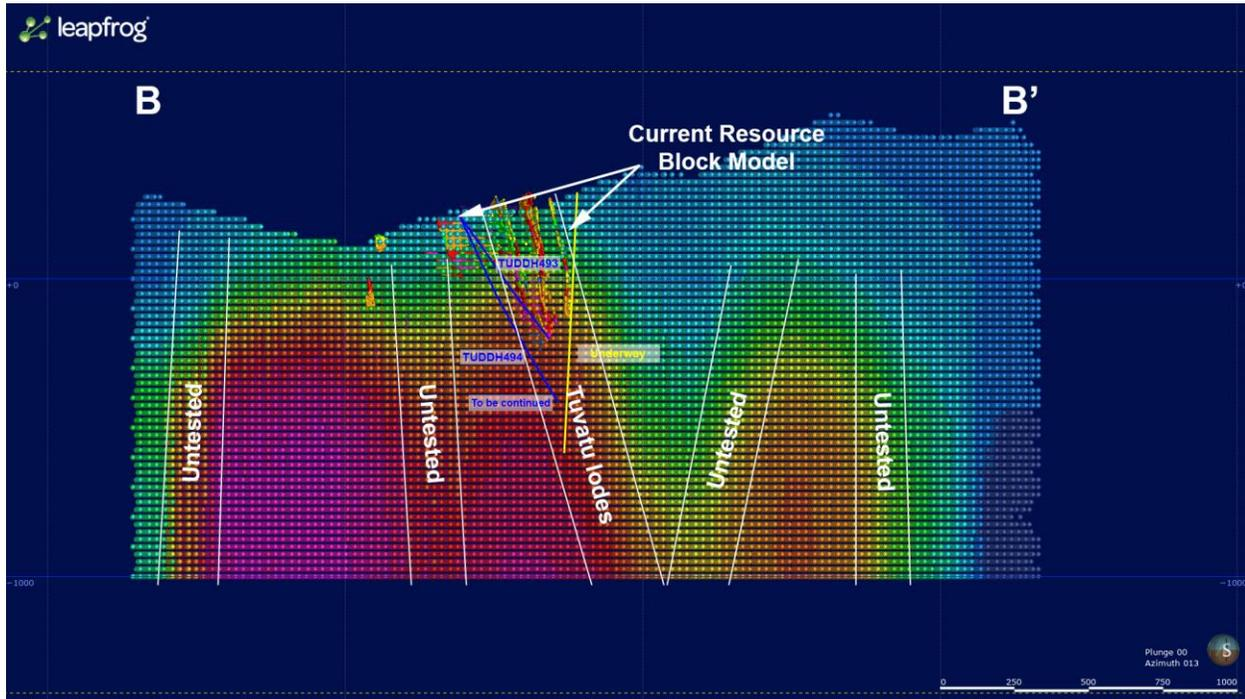 leapfrog
B
B'
Current Resource
Block Model
TUDDH493
+0
+0
TUDDH494
Underway
To be continued
Untested
Untested
Tuvatu lodes
Untested
Untested
-1000
-1000
Plunge 00
Azimuth 013
S
0 250 500 750 1000